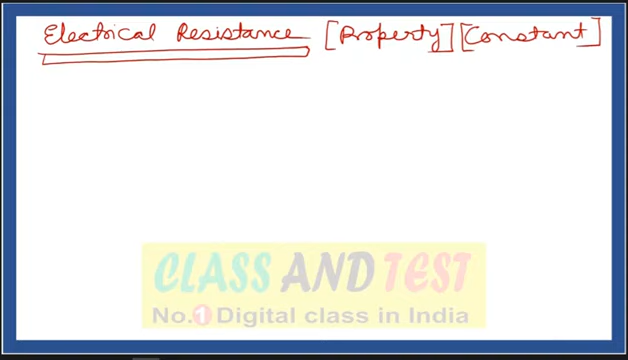 Electrical Resistance [Property] [Constant]
CLASS AND TEST
No.1 Digital class in India